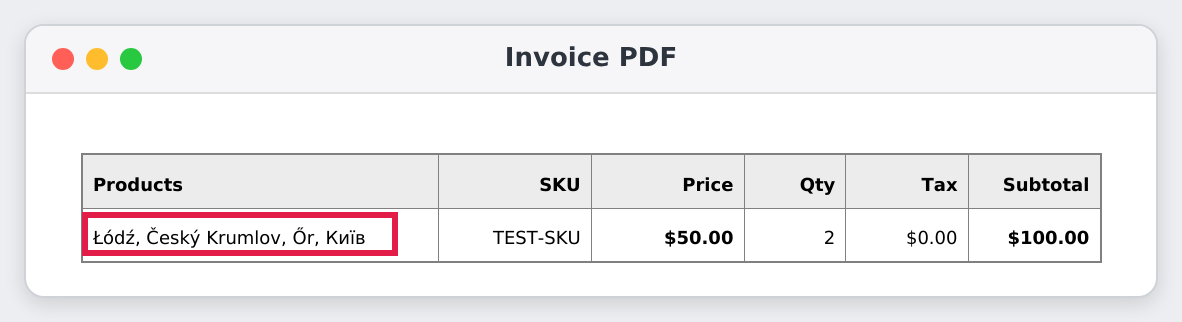 Invoice PDF
Products SKU Price Qty Tax Subtotal
Łódź, Český Krumlov, Őr, Київ TEST-SKU $50.00 2 $0.00 $100.00